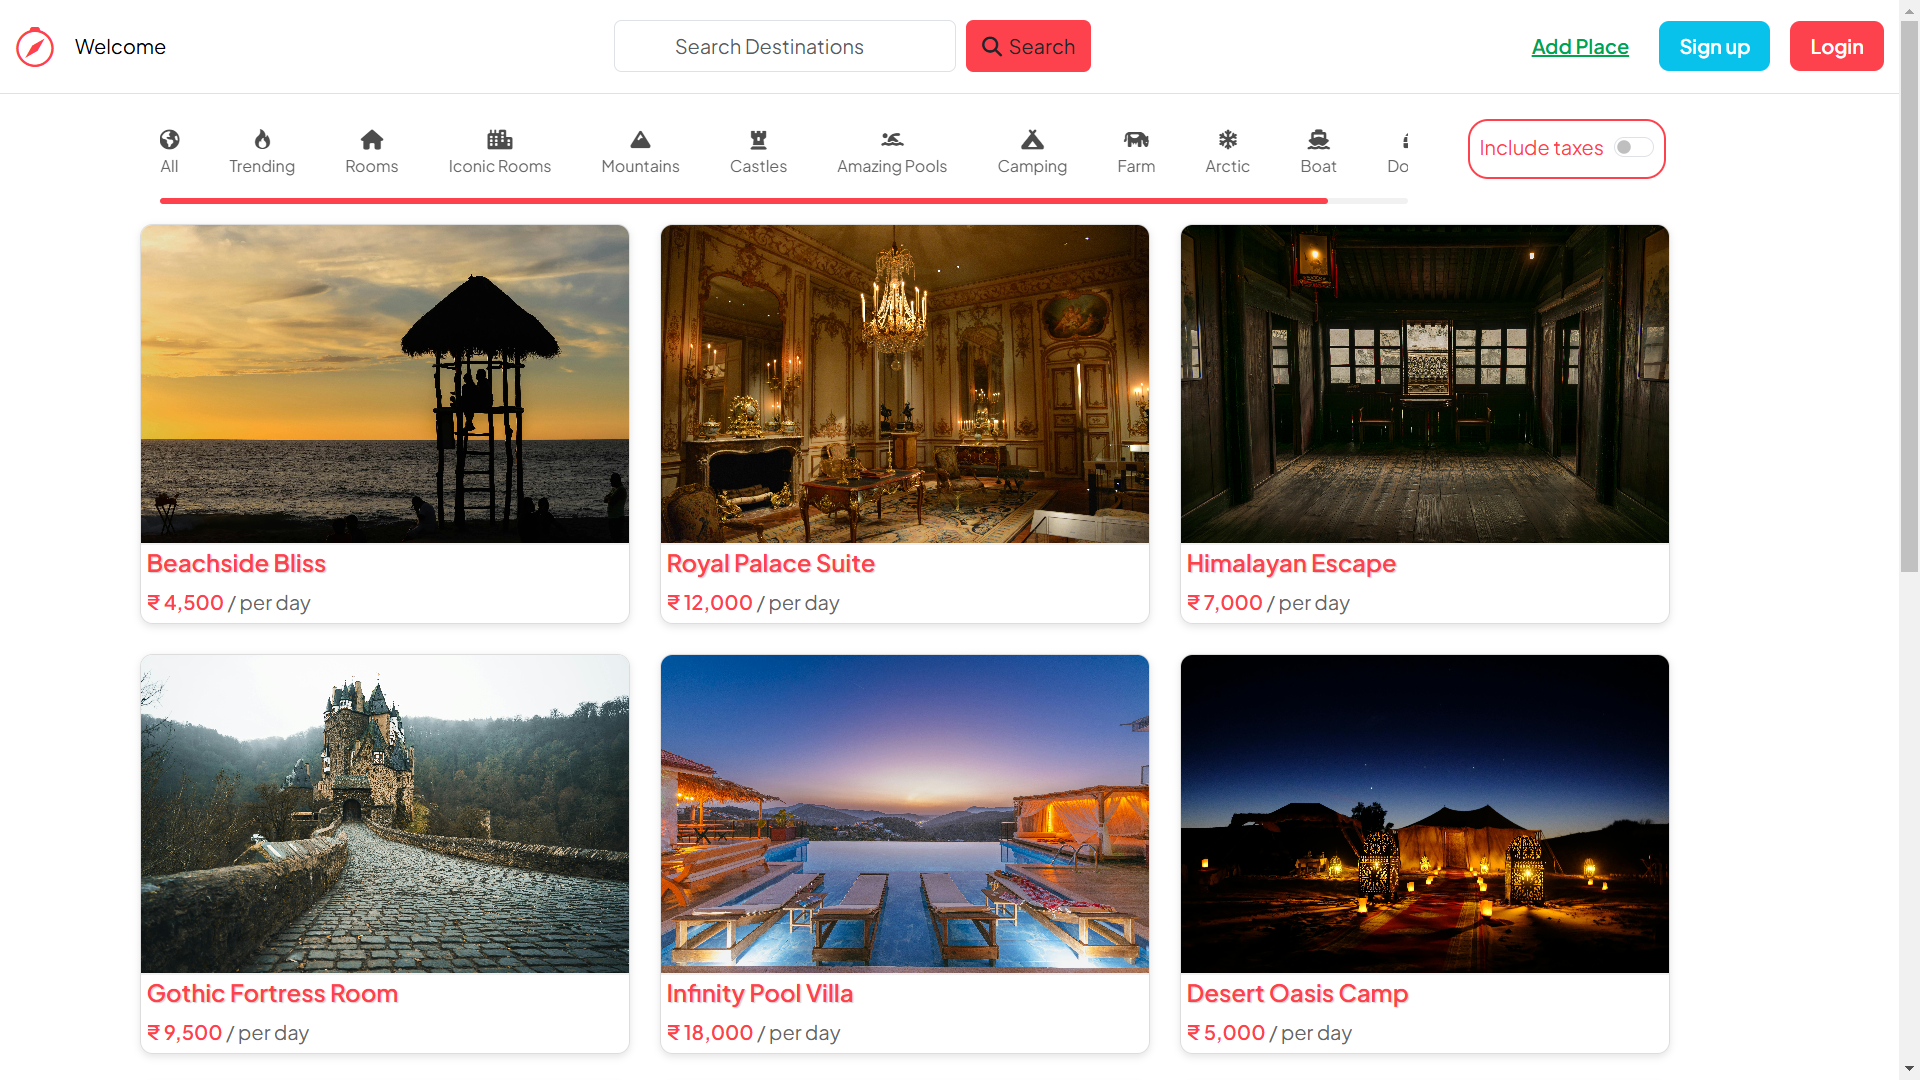 Welcome
Search Destinations
Search
Add Place
Sign up
Login
All
Trending
Rooms
Iconic Rooms
Mountains
Castles
Amazing Pools
Camping
Farm
Arctic
Boat
Do
Include taxes
Beachside Bliss
₹ 4,500 / per day
Royal Palace Suite
₹ 12,000 / per day
Himalayan Escape
₹ 7,000 / per day
Gothic Fortress Room
₹ 9,500 / per day
Infinity Pool Villa
₹ 18,000 / per day
Desert Oasis Camp
₹ 5,000 / per day